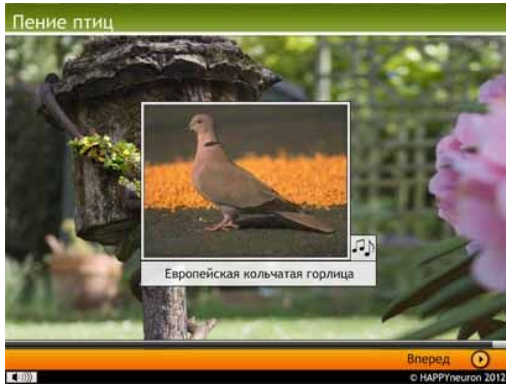 Пение птиц
Европейская кольчатая горлица
Вперед
© HAPPYneuron 2012